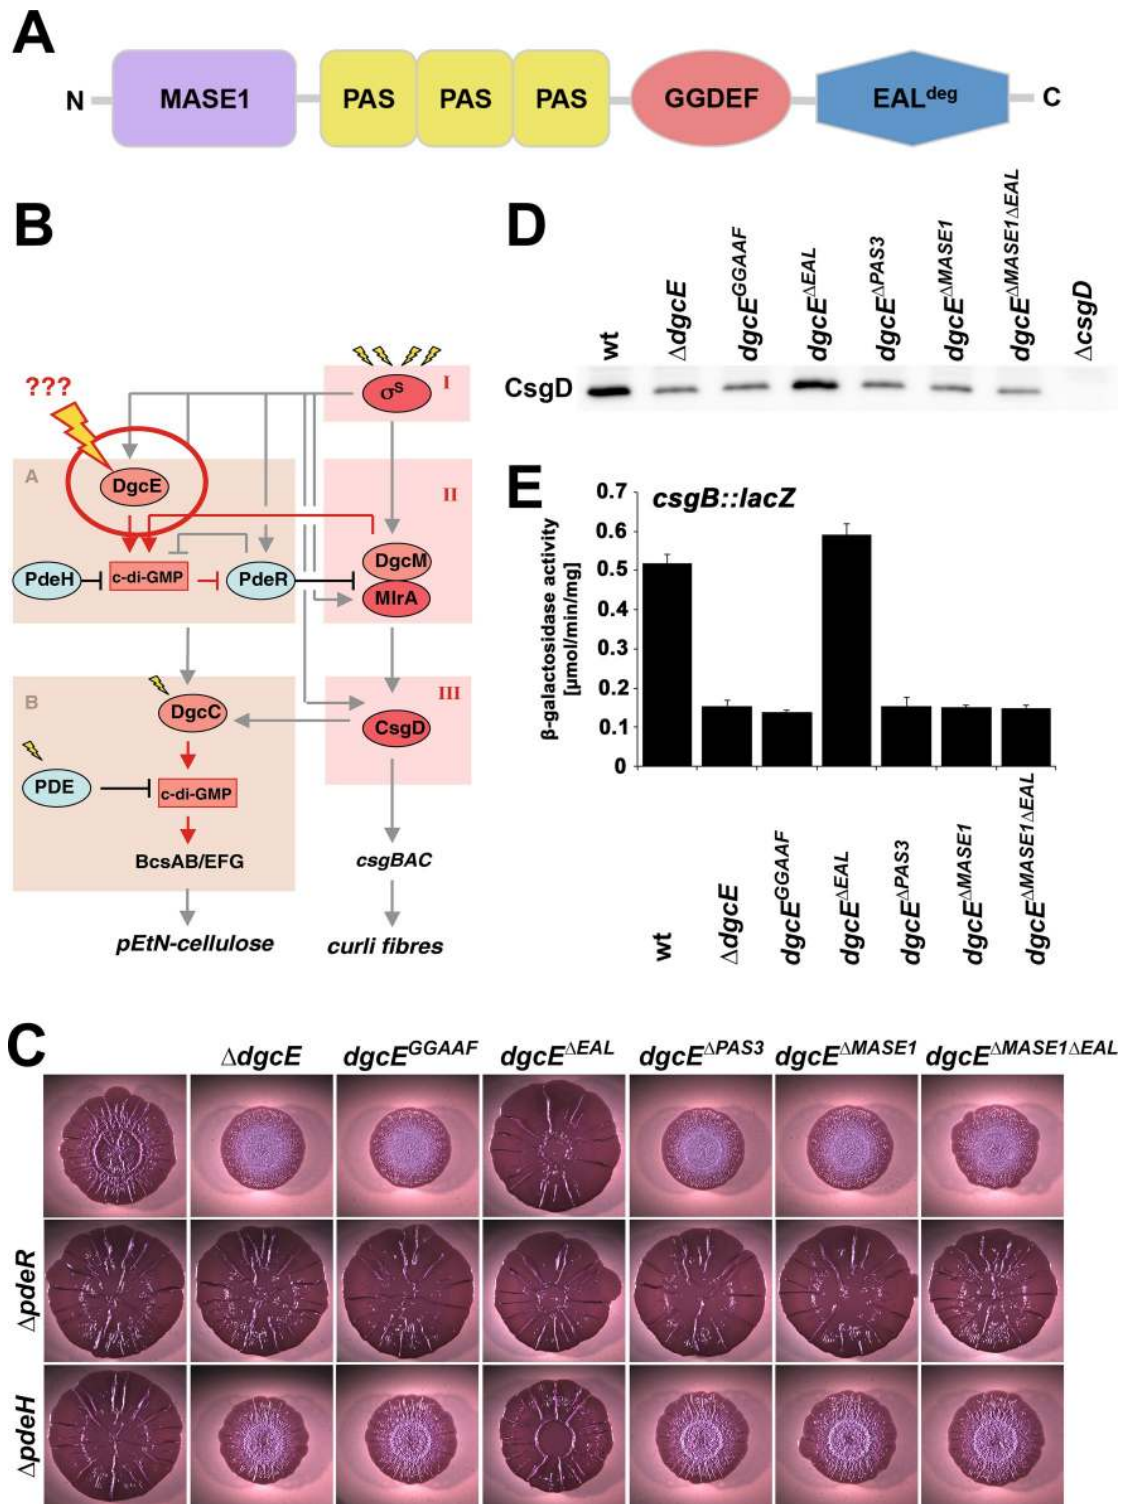 A
N MASE1 PAS PAS PAS GGDEF EALdeg C
B
???
σS I
A
DgcE
II
PdeH c-di-GMP PdeR
DgcM
MlrA
B
DgcC
III
CsgD
PDE
c-di-GMP
BcsAB/EFG
csgBAC
pEtN-cellulose
curli fibres
D
wt ΔdgcE dgcEGGAAF dgcEΔEAL dgcEΔPAS3 dgcEΔMASE1 dgcEΔMASE1ΔEAL ΔcsgD
CsgD
E
csgB::lacZ
β-galactosidase activity
[µmol/min/mg]
0.7
0.6
0.5
0.4
0.3
0.2
0.1
0
wt ΔdgcE dgcEGGAAF dgcEΔEAL dgcEΔPAS3 dgcEΔMASE1 dgcEΔMASE1ΔEAL
C
ΔdgcE dgcEGGAAF dgcEΔEAL dgcEΔPAS3 dgcEΔMASE1 dgcEΔMASE1ΔEAL
ΔpdeR
ΔpdeH